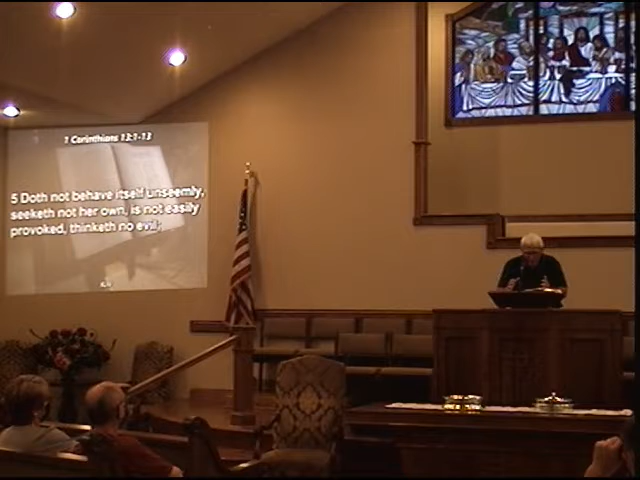 1 Corinthians 13:1-13
5 Doth not behave itself unseemly,
seeketh not her own, is not easily
provoked, thinketh no evil;
KJV